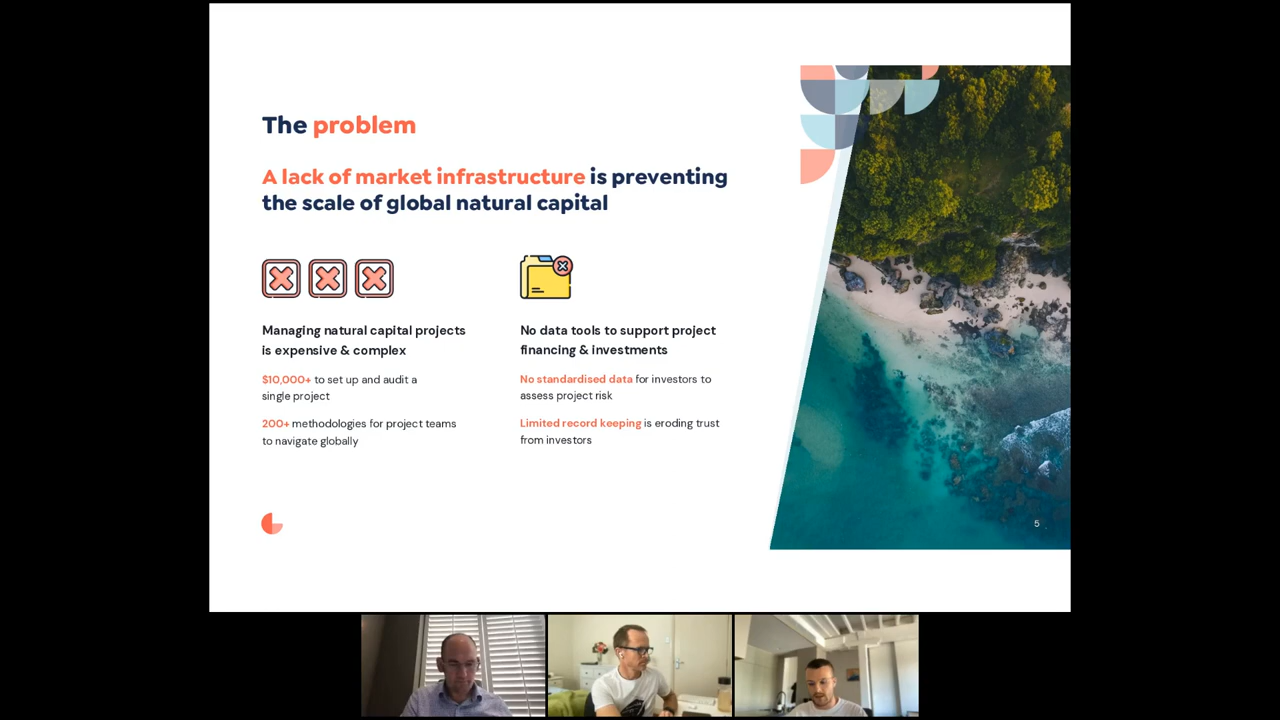 The problem
A lack of market infrastructure is preventing
the scale of global natural capital
Managing natural capital projects
is expensive & complex
$10,000+ to set up and audit a
single project
200+ methodologies for project teams
to navigate globally
No data tools to support project
financing & investments
No standardised data for investors to
assess project risk
Limited record keeping is eroding trust
from investors
5